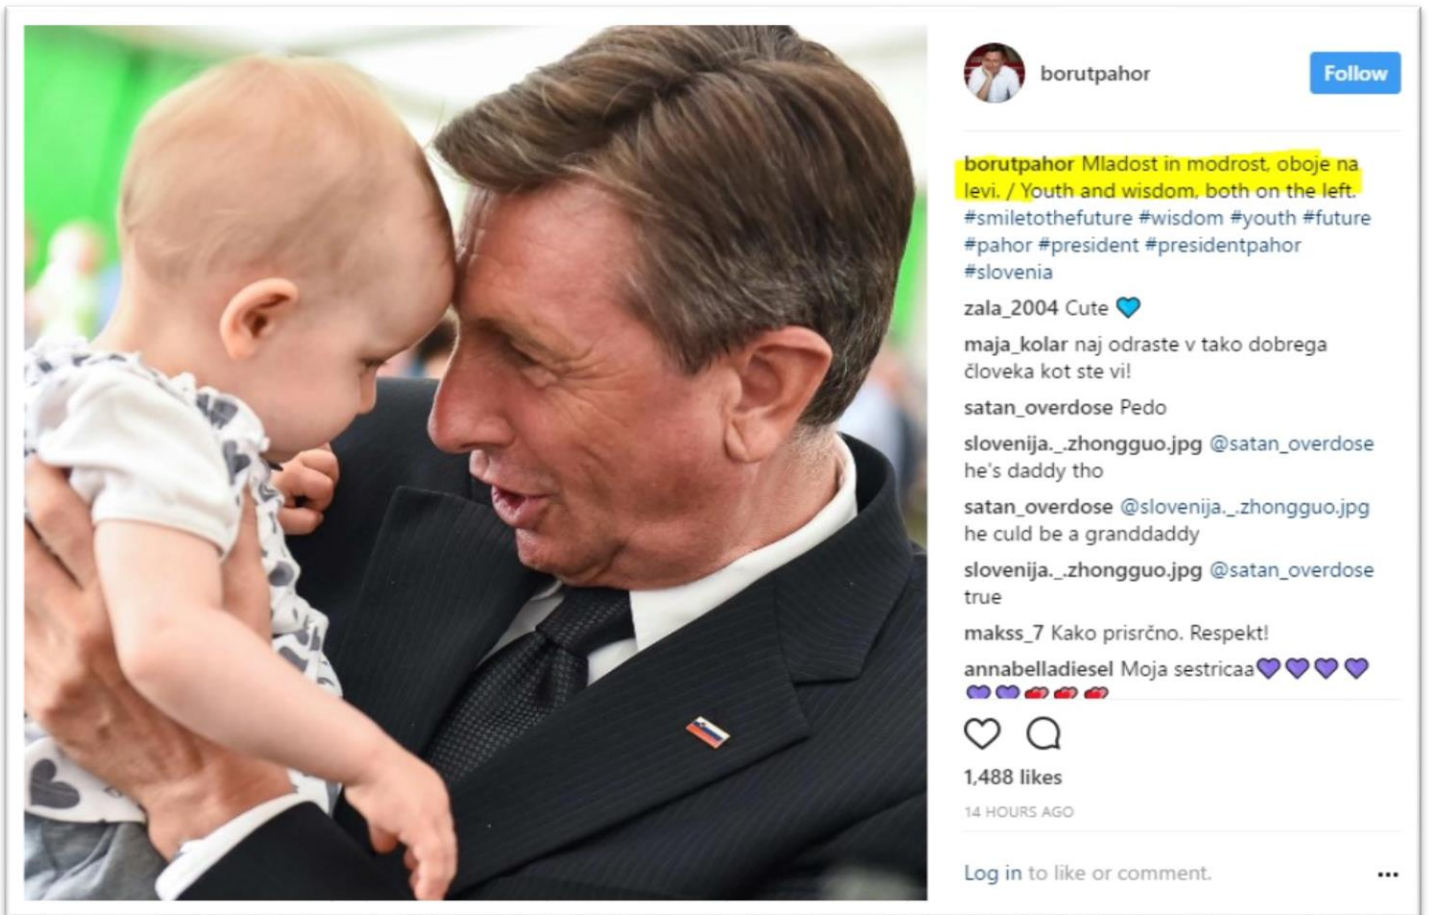 borutpahor
Follow
borutpahor Mladost in modrost, oboje na
levi. / Youth and wisdom, both on the left.
#smiletothefuture #wisdom #youth #future
#pahor #president #presidentpahor
#slovenia
zala_2004 Cute 💙
maja_kolar naj odraste v tako dobrega
človeka kot ste vi!
satan_overdose Pedo
slovenija._.zhongguo.jpg @satan_overdose
he's daddy tho
satan_overdose @slovenija._.zhongguo.jpg
he culd be a granddaddy
slovenija._.zhongguo.jpg @satan_overdose
true
makss_7 Kako prisrčno. Respekt!
annabelladiesel Moja sestricaa💜💜💜💜
💜💜💞💞💞
1,488 likes
14 HOURS AGO
Log in to like or comment.